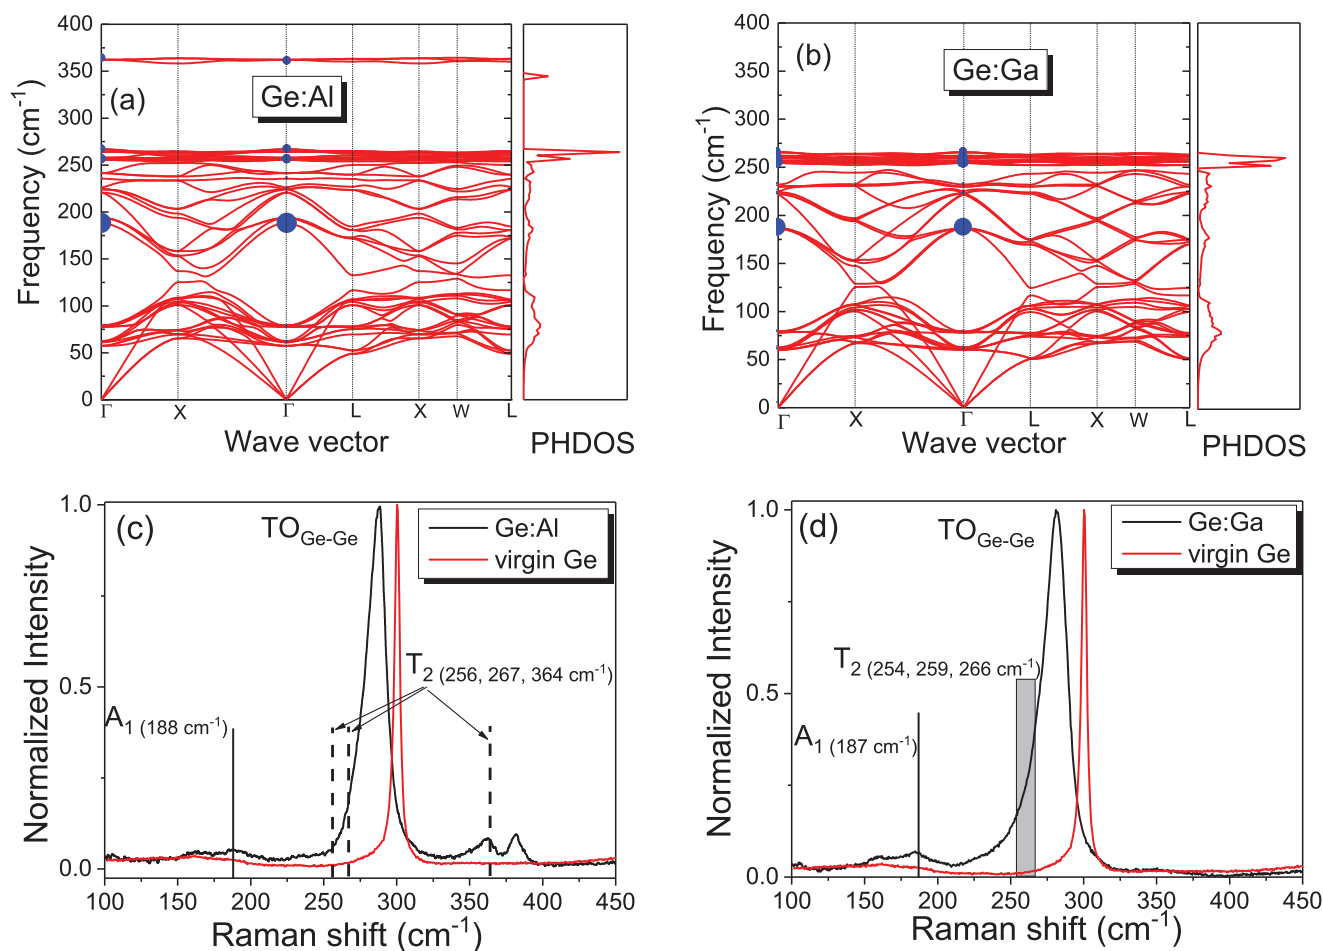 (a)
Ge:Al
Frequency (cm-1)
400
350
300
250
200
150
100
50
0
Γ X Γ L X W L
Wave vector
PHDOS
(b)
Ge:Ga
Frequency (cm-1)
400
350
300
250
200
150
100
50
0
Γ X Γ L X W L
Wave vector
PHDOS
(c)
TO Ge-Ge
Ge:Al
virgin Ge
T2 (256, 267, 364 cm-1)
A1 (188 cm-1)
Normalized Intensity
1.0
0.5
0.0
100 150 200 250 300 350 400 450
Raman shift (cm-1)
(d)
TO Ge-Ge
Ge:Ga
virgin Ge
T2 (254, 259, 266 cm-1)
A1 (187 cm-1)
Normalized Intensity
1.0
0.5
0.0
100 150 200 250 300 350 400 450
Raman shift (cm-1)